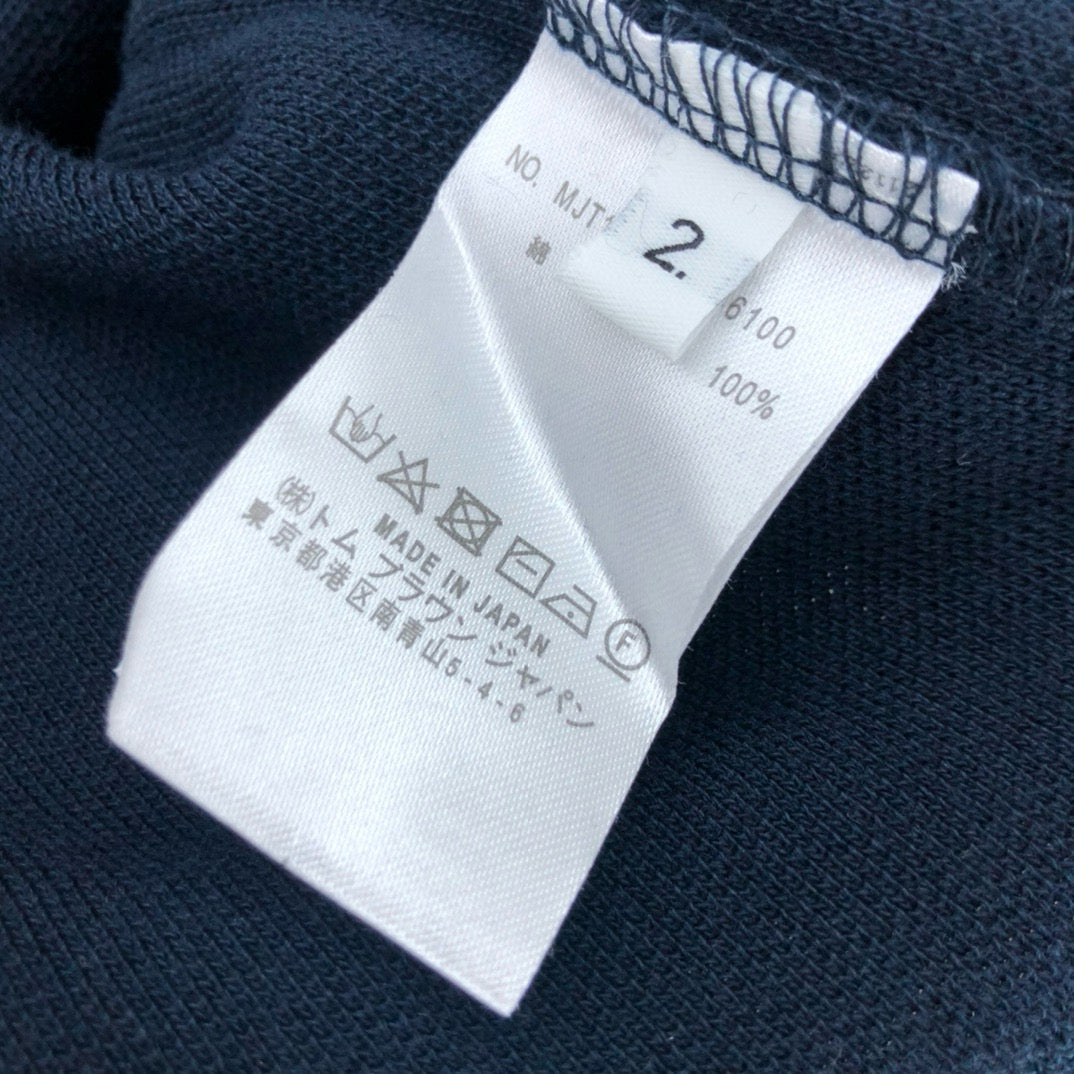 2.
NO. MJT 6100
綿 100%
F
MADE IN JAPAN
(株)トム ブラウン ジャパン
東京都港区南青山5-4-6